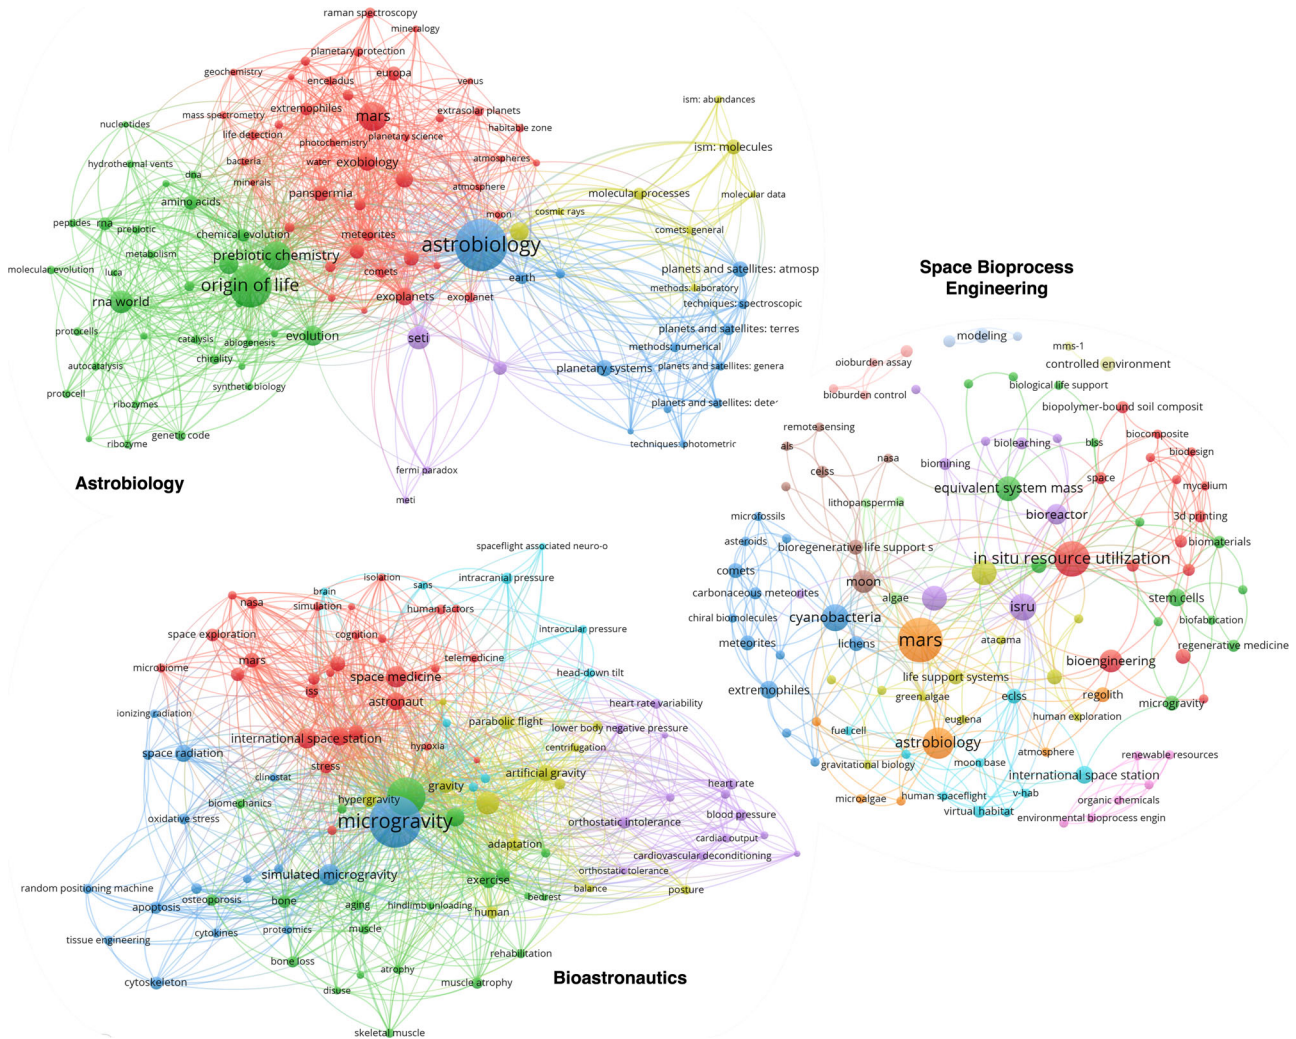 raman spectroscopy
mineralogy
planetary protection
geochemistry
enceladus
europa
venus
mass spectrometry
extremophiles
mars
extrasolar planets
ism: abundances
nucleotides
life detection
photochemistry
planetary science
habitable zone
hydrothermal vents
bacteria
water
exobiology
atmospheres
ism: molecules
dna
minerals
panspermia
atmosphere
molecular processes
molecular data
amino acids
moon
cosmic rays
peptides
rna
prebiotic
chemical evolution
meteorites
astrobiology
comets: general
metabolism
prebiotic chemistry
molecular evolution
luca
comets
earth
planets and satellites: atmosp
origin of life
methods: laboratory
rna world
exoplanets
exoplanet
techniques: spectroscopic
protocells
catalysis
abiogenesis
evolution
seti
planets and satellites: terres
methods: numerical
chirality
autocatalysis
planetary systems
planets and satellites: genera
synthetic biology
protocell
ribozymes
planets and satellites: dete
ribozyme
genetic code
techniques: photometric
fermi paradox
meti
Astrobiology
Space Bioprocess
Engineering
modeling
mms-1
bioburden assay
controlled environment
bioburden control
biological life support
biopolymer-bound soil composit
remote sensing
als
bioleaching
blss
biocomposite
biodesign
nasa
celss
biomining
space
equivalent system mass
mycelium
lithopanspermia
bioreactor
3d printing
microfossils
asteroids
bioregenerative life support s
biomaterials
in situ resource utilization
comets
moon
carbonaceous meteorites
algae
isru
stem cells
chiral biomolecules
cyanobacteria
biofabrication
meteorites
lichens
mars
atacama
regenerative medicine
bioengineering
extremophiles
life support systems
green algae
eclss
regolith
microgravity
euglena
human exploration
fuel cell
astrobiology
atmosphere
renewable resources
gravitational biology
moon base
international space station
microalgae
human spaceflight
v-hab
organic chemicals
virtual habitat
environmental bioprocess engin
spaceflight associated neuro-o
isolation
brain
sans
intracranial pressure
nasa
simulation
human factors
space exploration
cognition
intraocular pressure
microbiome
mars
telemedicine
iss
space medicine
head-down tilt
astronaut
heart rate variability
ionizing radiation
parabolic flight
lower body negative pressure
international space station
hypoxia
centrifugation
space radiation
stress
clinostat
gravity
artificial gravity
heart rate
biomechanics
hypergravity
oxidative stress
microgravity
orthostatic intolerance
blood pressure
cardiac output
adaptation
cardiovascular deconditioning
simulated microgravity
exercise
orthostatic tolerance
random positioning machine
balance
posture
osteoporosis
bone
aging
hindlimb unloading
bedrest
apoptosis
human
cytokines
proteomics
muscle
tissue engineering
bone loss
atrophy
rehabilitation
cytoskeleton
disuse
muscle atrophy
skeletal muscle
Bioastronautics